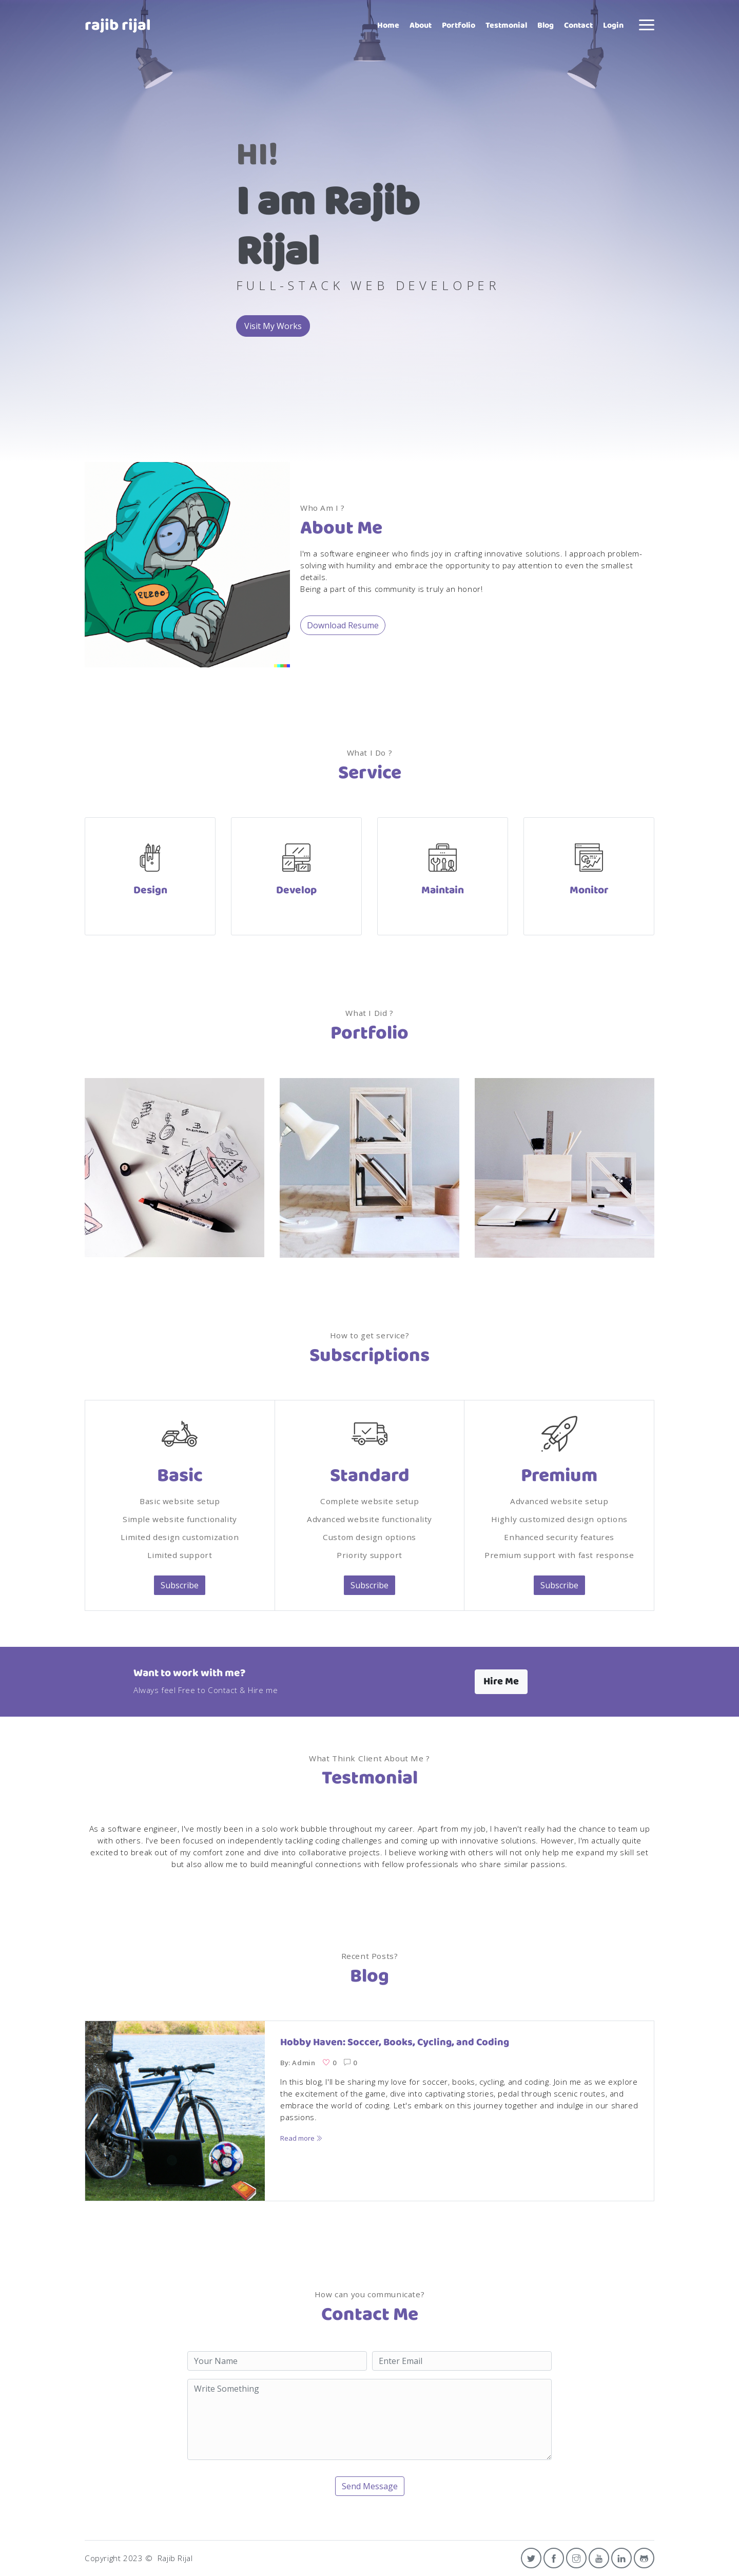 rajib rijal
Home About Portfolio Testmonial Blog Contact Login
HI!
I am Rajib
Rijal
FULL-STACK WEB DEVELOPER
Visit My Works
Who Am I ?
About Me
I'm a software engineer who finds joy in crafting innovative solutions. I approach problem-
solving with humility and embrace the opportunity to pay attention to even the smallest
details.
Being a part of this community is truly an honor!
Download Resume
What I Do ?
Service
Design
Develop
Maintain
Monitor
What I Did ?
Portfolio
How to get service?
Subscriptions
Basic
Basic website setup
Simple website functionality
Limited design customization
Limited support
Subscribe
Standard
Complete website setup
Advanced website functionality
Custom design options
Priority support
Subscribe
Premium
Advanced website setup
Highly customized design options
Enhanced security features
Premium support with fast response
Subscribe
Want to work with me?
Always feel Free to Contact & Hire me
Hire Me
What Think Client About Me ?
Testmonial
As a software engineer, I've mostly been in a solo work bubble throughout my career. Apart from my job, I haven't really had the chance to team up
with others. I've been focused on independently tackling coding challenges and coming up with innovative solutions. However, I'm actually quite
excited to break out of my comfort zone and dive into collaborative projects. I believe working with others will not only help me expand my skill set
but also allow me to build meaningful connections with fellow professionals who share similar passions.
Recent Posts?
Blog
Hobby Haven: Soccer, Books, Cycling, and Coding
By: Admin 0 0
In this blog, I'll be sharing my love for soccer, books, cycling, and coding. Join me as we explore
the excitement of the game, dive into captivating stories, pedal through scenic routes, and
embrace the world of coding. Let's embark on this journey together and indulge in our shared
passions.
Read more
How can you communicate?
Contact Me
Your Name
Enter Email
Write Something
Send Message
Copyright 2023 © Rajib Rijal